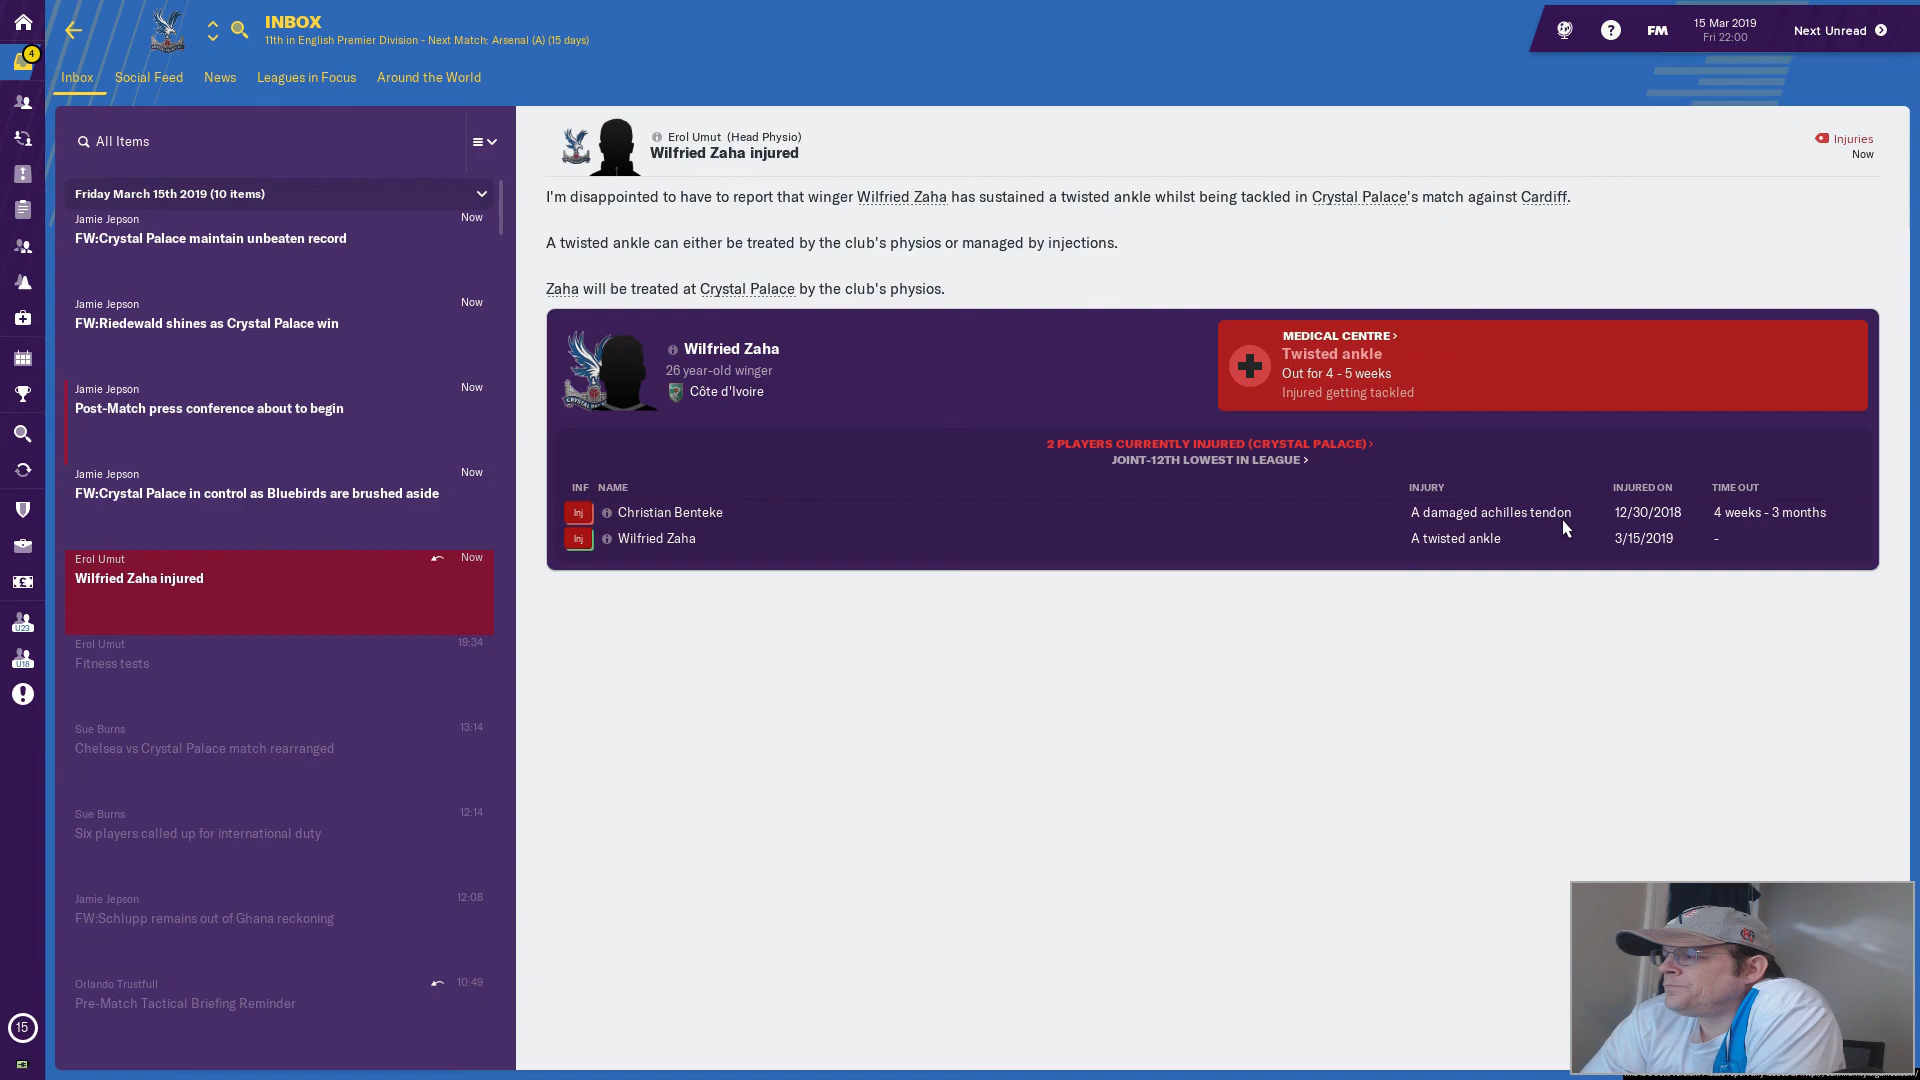 4
INBOX
11th in English Premier Division - Next Match: Arsenal (A) (15 days)
?
FM
15 Mar 2019
Fri 22:00
Next Unread
Inbox
Social Feed
News
Leagues in Focus
Around the World
All Items
Friday March 15th 2019 (10 items)
Jamie Jepson
Now
FW:Crystal Palace maintain unbeaten record
Jamie Jepson
Now
FW:Riedewald shines as Crystal Palace win
Jamie Jepson
Now
Post-Match press conference about to begin
Jamie Jepson
Now
FW:Crystal Palace in control as Bluebirds are brushed aside
Erol Umut
Now
Wilfried Zaha injured
Erol Umut
19:34
Fitness tests
Sue Burns
13:14
Chelsea vs Crystal Palace match rearranged
Sue Burns
12:14
Six players called up for international duty
Jamie Jepson
12:08
FW:Schlupp remains out of Ghana reckoning
Orlando Trustfull
10:49
Pre-Match Tactical Briefing Reminder
U23
U18
15
Erol Umut (Head Physio)
Wilfried Zaha injured
Injuries
Now
I'm disappointed to have to report that winger Wilfried Zaha has sustained a twisted ankle whilst being tackled in Crystal Palace's match against Cardiff.
A twisted ankle can either be treated by the club's physios or managed by injections.
Zaha will be treated at Crystal Palace by the club's physios.
Wilfried Zaha
26 year-old winger
Côte d'Ivoire
MEDICAL CENTRE >
Twisted ankle
Out for 4 - 5 weeks
Injured getting tackled
2 PLAYERS CURRENTLY INJURED (CRYSTAL PALACE) >
JOINT-12TH LOWEST IN LEAGUE >
INF NAME INJURY INJURED ON TIME OUT
Inj Christian Benteke A damaged achilles tendon 12/30/2018 4 weeks - 3 months
Inj Wilfried Zaha A twisted ankle 3/15/2019 -